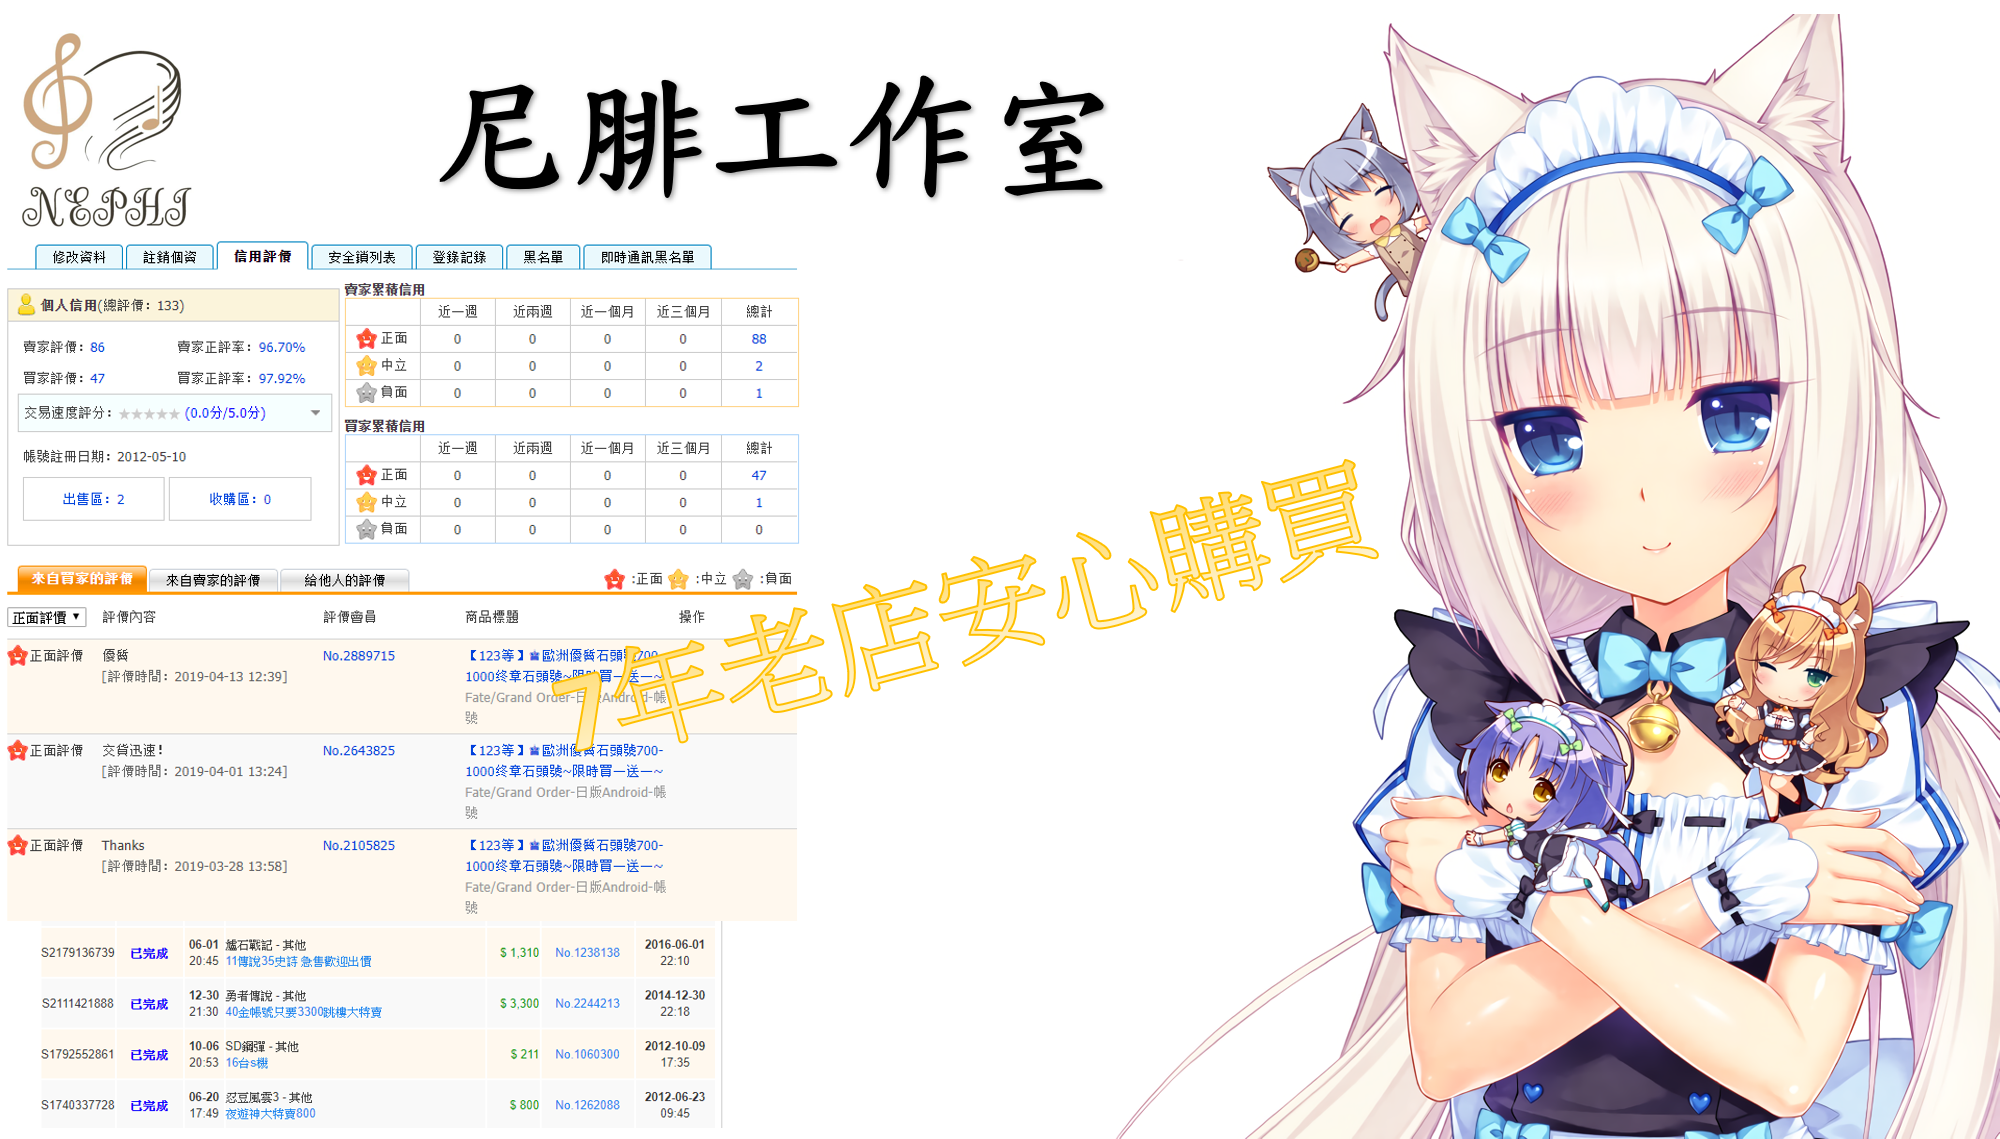 NEPHI
尼腓工作室
修改資料 註銷個資 信用評價 安全鎖列表 登錄記錄 黑名單 即時通訊黑名單
個人信用(總評價：133)
賣家評價：86 賣家正評率：96.70%
買家評價：47 買家正評率：97.92%
交易速度評分：★★★★★ (0.0分/5.0分)
帳號註冊日期：2012-05-10
出售區：2 收購區：0
賣家累積信用
近一週 近兩週 近一個月 近三個月 總計
正面 0 0 0 0 88
中立 0 0 0 0 2
負面 0 0 0 0 1
買家累積信用
近一週 近兩週 近一個月 近三個月 總計
正面 0 0 0 0 47
中立 0 0 0 0 1
負面 0 0 0 0 0
7年老店安心購買
來自買家的評價 來自賣家的評價 給他人的評價 :正面 :中立 :負面
正面評價 ▼ 評價內容 評價會員 商品標題 操作
正面評價 優質 No.2889715 【123等】♛歐洲優質石頭號700-
[評價時間：2019-04-13 12:39] 1000终章石頭號~限時買一送一~
Fate/Grand Order-日版Android-帳
號
正面評價 交貨迅速！ No.2643825 【123等】♛歐洲優質石頭號700-
[評價時間：2019-04-01 13:24] 1000终章石頭號~限時買一送一~
Fate/Grand Order-日版Android-帳
號
正面評價 Thanks No.2105825 【123等】♛歐洲優質石頭號700-
[評價時間：2019-03-28 13:58] 1000终章石頭號~限時買一送一~
Fate/Grand Order-日版Android-帳
號
S2179136739 已完成 06-01 爐石戰記 - 其他 $ 1,310 No.1238138 2016-06-01
20:45 11傳說35史詩 急售歡迎出價 22:10
S2111421888 已完成 12-30 勇者傳說 - 其他 $ 3,300 No.2244213 2014-12-30
21:30 40金帳號只要3300跳樓大特賣 22:18
S1792552861 已完成 10-06 SD鋼彈 - 其他 $ 211 No.1060300 2012-10-09
20:53 16台s機 17:35
S1740337728 已完成 06-20 忍豆風雲3 - 其他 $ 800 No.1262088 2012-06-23
17:49 夜遊神大特賣800 09:45